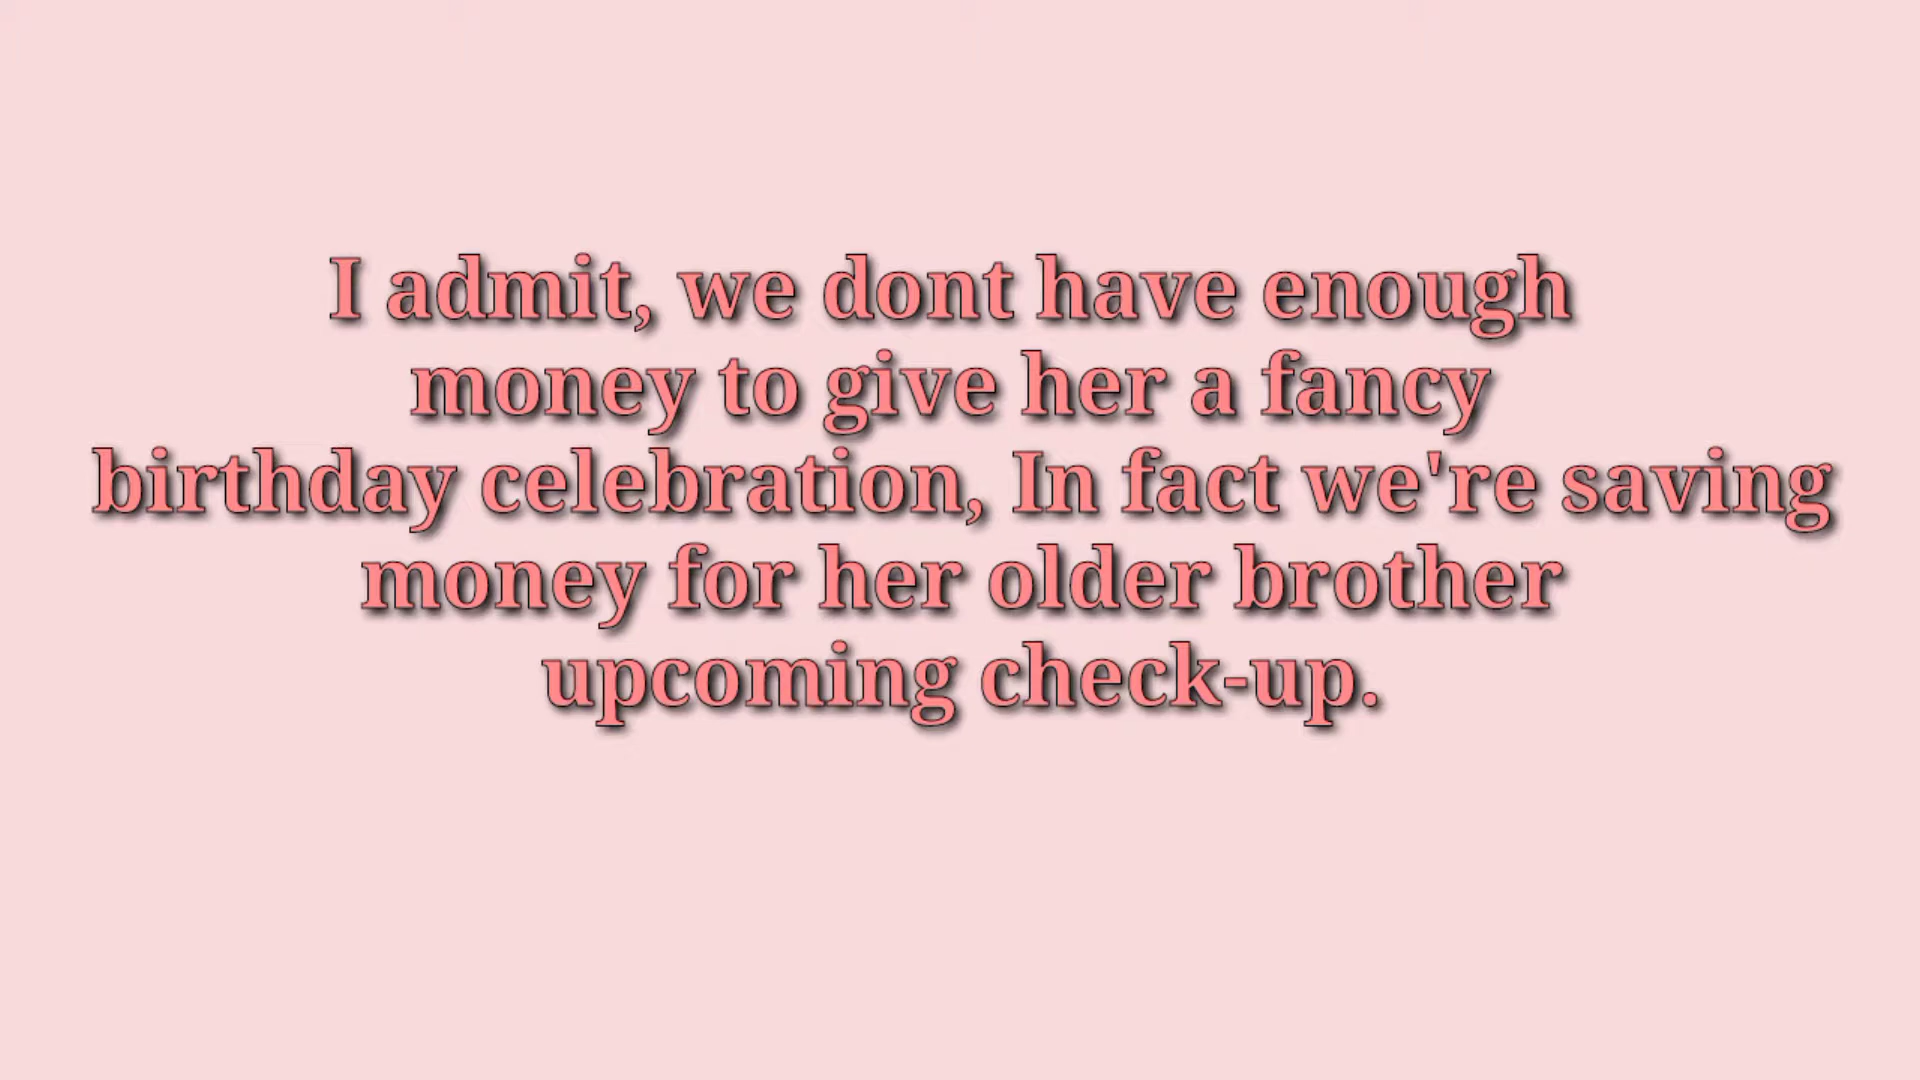 I admit, we dont have enough
money to give her a fancy
birthday celebration, In fact we're saving
money for her older brother
upcoming check-up.